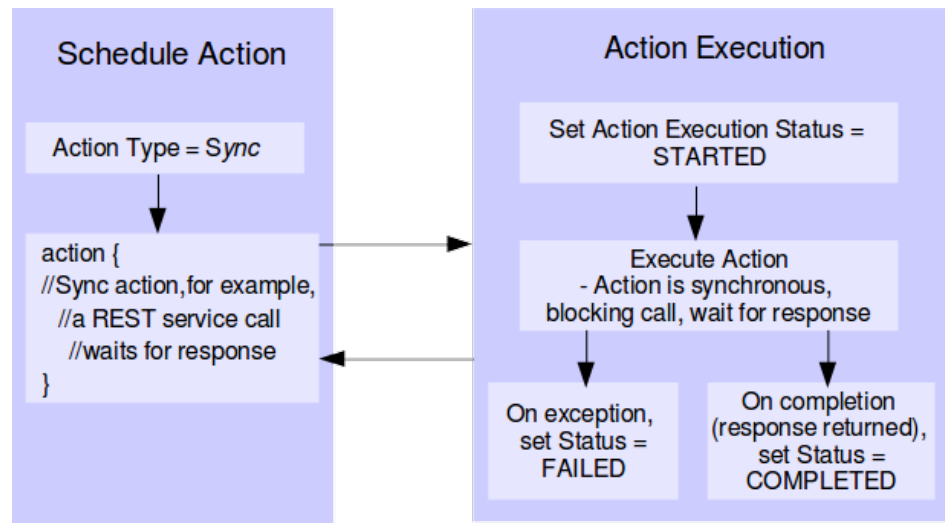 Schedule Action
Action Type = Sync
action {
//Sync action,for example,
//a REST service call
//waits for response
}
Action Execution
Set Action Execution Status =
STARTED
Execute Action
- Action is synchronous,
blocking call, wait for response
On exception,
set Status =
FAILED
On completion
(response returned),
set Status =
COMPLETED